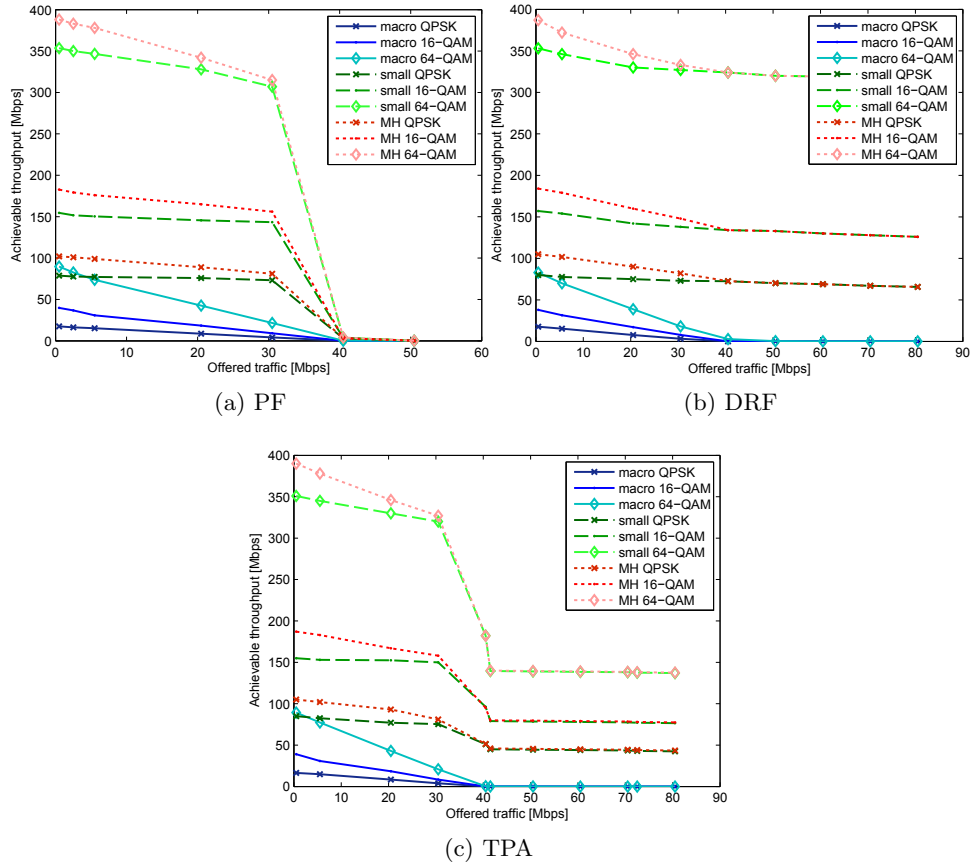 400
350
300
250
200
150
100
50
0
Achievable throughput [Mbps]
macro QPSK
macro 16−QAM
macro 64−QAM
small QPSK
small 16−QAM
small 64−QAM
MH QPSK
MH 16−QAM
MH 64−QAM
0 10 20 30 40 50 60
Offered traffic [Mbps]
(a) PF
400
350
300
250
200
150
100
50
0
Achievable throughput [Mbps]
macro QPSK
macro 16−QAM
macro 64−QAM
small QPSK
small 16−QAM
small 64−QAM
MH QPSK
MH 16−QAM
MH 64−QAM
0 10 20 30 40 50 60 70 80 90
Offered traffic [Mbps]
(b) DRF
400
350
300
250
200
150
100
50
0
Achievable throughput [Mbps]
macro QPSK
macro 16−QAM
macro 64−QAM
small QPSK
small 16−QAM
small 64−QAM
MH QPSK
MH 16−QAM
MH 64−QAM
0 10 20 30 40 50 60 70 80 90
Offered traffic [Mbps]
(c) TPA